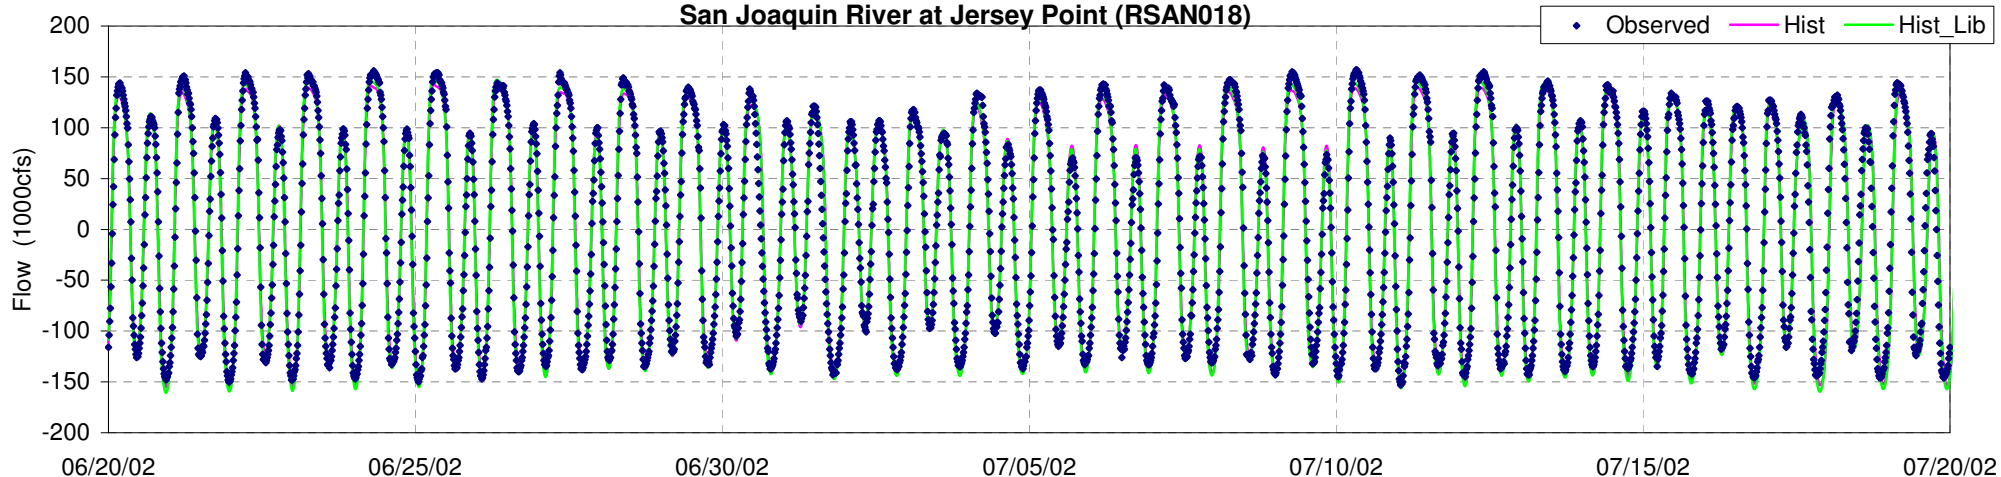 San Joaquin River at Jersey Point (RSAN018)
Observed Hist Hist_Lib
Flow (1000cfs)
200
150
100
50
0
-50
-100
-150
-200
06/20/02 06/25/02 06/30/02 07/05/02 07/10/02 07/15/02 07/20/02